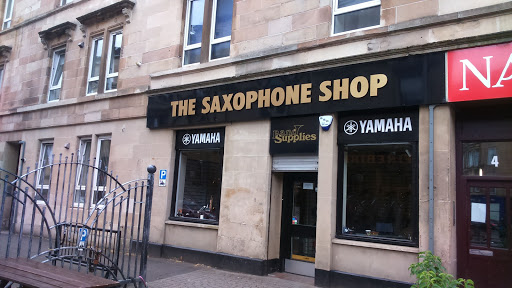 THE SAXOPHONE SHOP
NA
YAMAHA
Band
Supplies
YAMAHA
4
P
P